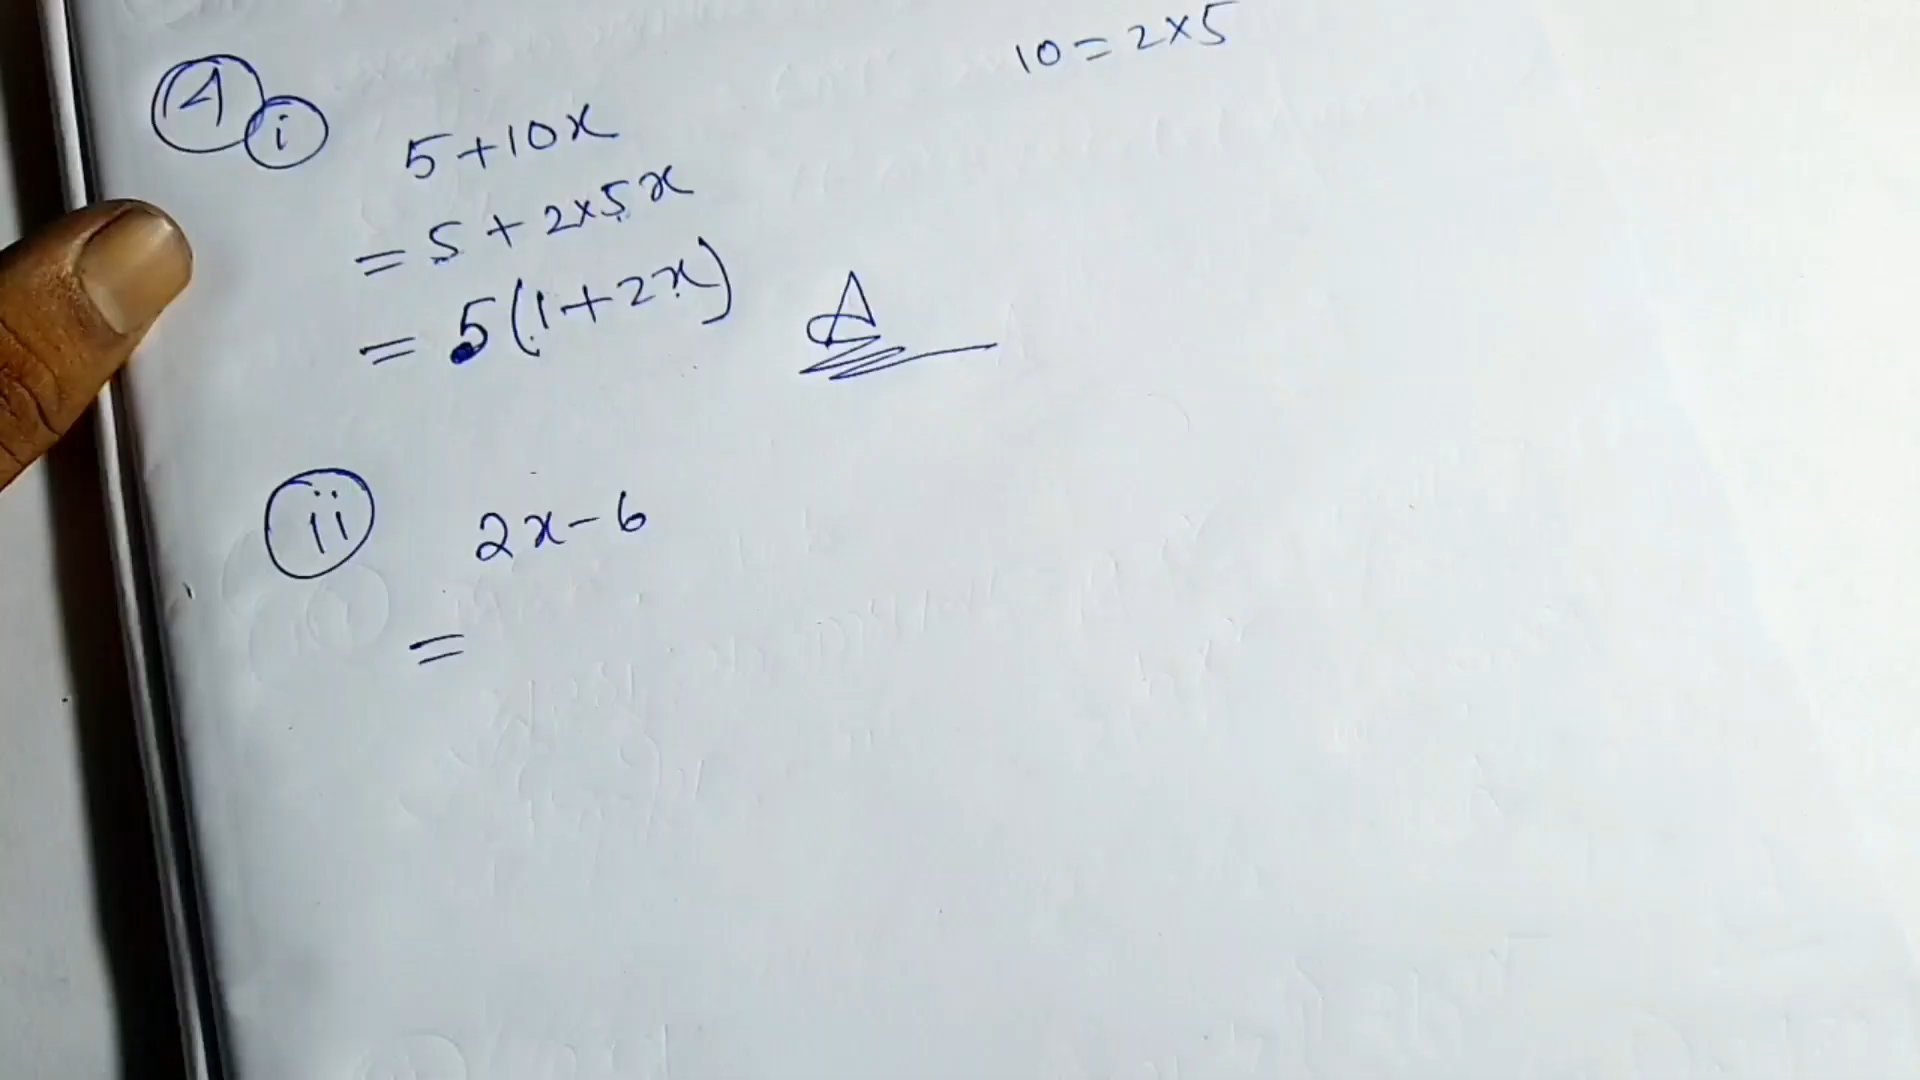 10=2×5
4 i 5+10x
=5+2×5x
=5(1+2x) A
ii 2x-6
=